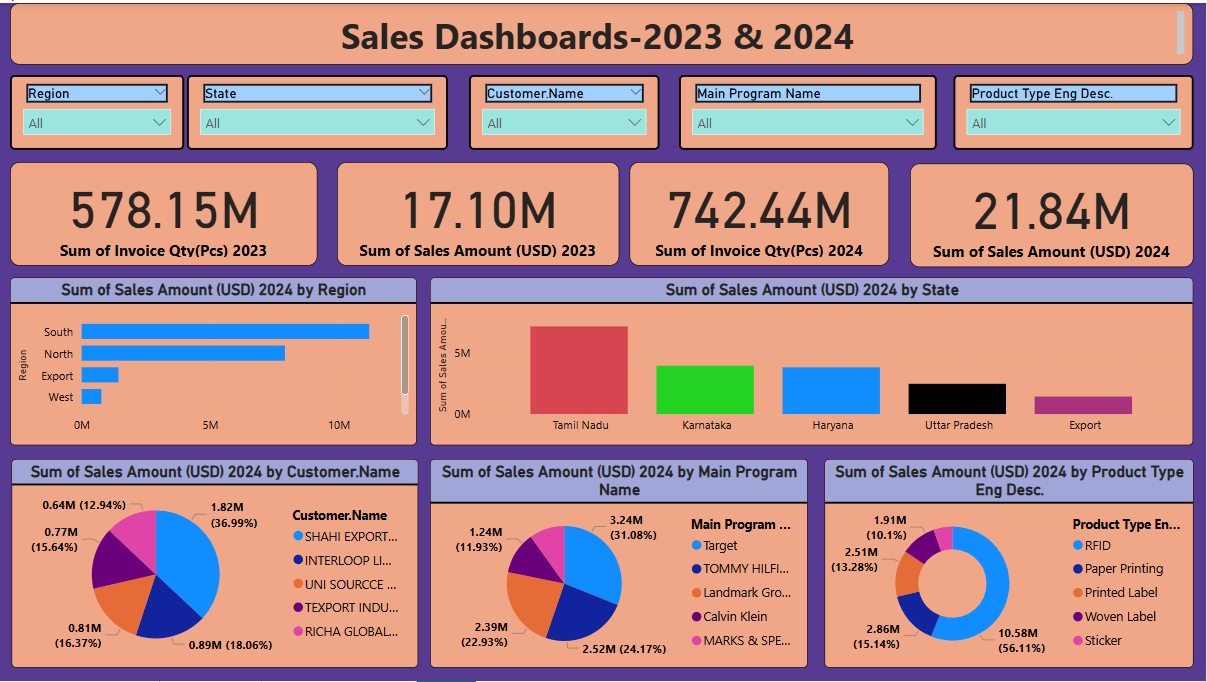 Sales Dashboards-2023 & 2024
Region
State
Customer.Name
Main Program Name
Product Type Eng Desc.
All
All
All
All
All
578.15M
Sum of Invoice Qty(Pcs) 2023
17.10M
Sum of Sales Amount (USD) 2023
742.44M
Sum of Invoice Qty(Pcs) 2024
21.84M
Sum of Sales Amount (USD) 2024
Sum of Sales Amount (USD) 2024 by Region
Region
South
North
Export
West
0M
5M
10M
Sum of Sales Amount (USD) 2024 by State
Sum of Sales Amou...
5M
0M
Tamil Nadu
Karnataka
Haryana
Uttar Pradesh
Export
Sum of Sales Amount (USD) 2024 by Customer.Name
0.64M (12.94%)
1.82M
(36.99%)
0.77M
(15.64%)
0.81M
(16.37%)
0.89M (18.06%)
Customer.Name
SHAHI EXPORT...
INTERLOOP LI...
UNI SOURCCE ...
TEXPORT INDU...
RICHA GLOBAL...
Sum of Sales Amount (USD) 2024 by Main Program
Name
1.24M
(11.93%)
3.24M
(31.08%)
2.39M
(22.93%)
2.52M (24.17%)
Main Program ...
Target
TOMMY HILFI...
Landmark Gro...
Calvin Klein
MARKS & SPE...
Sum of Sales Amount (USD) 2024 by Product Type
Eng Desc.
1.91M
(10.1%)
2.51M
(13.28%)
2.86M
(15.14%)
10.58M
(56.11%)
Product Type En...
RFID
Paper Printing
Printed Label
Woven Label
Sticker